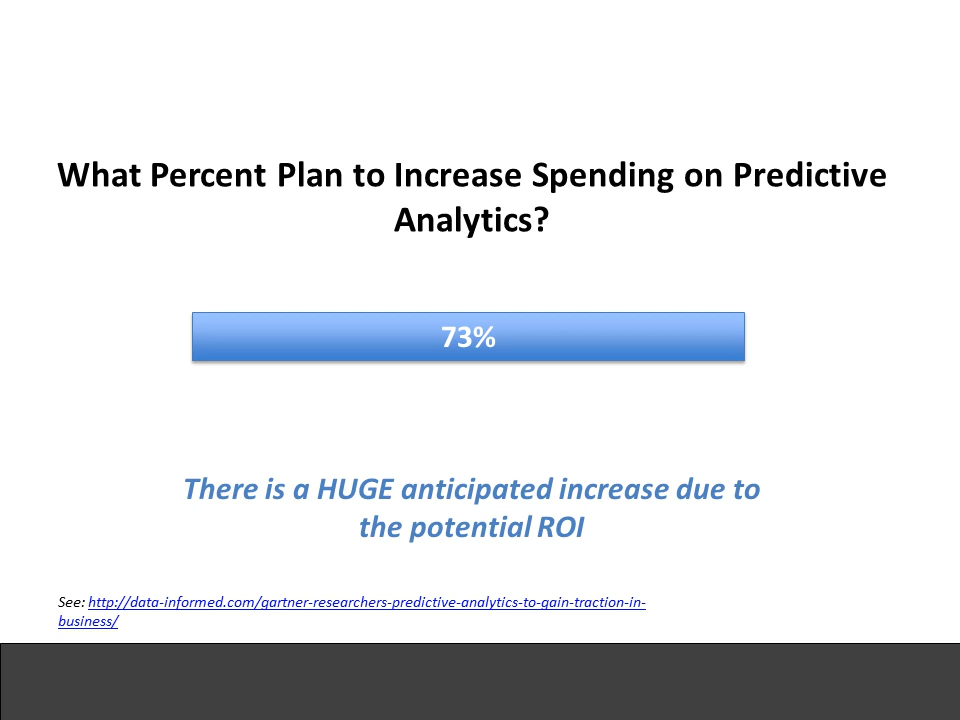 What Percent Plan to Increase Spending on Predictive
Analytics?
73%
There is a HUGE anticipated increase due to
the potential ROI
See: http://data-informed.com/gartner-researchers-predictive-analytics-to-gain-traction-in-
business/